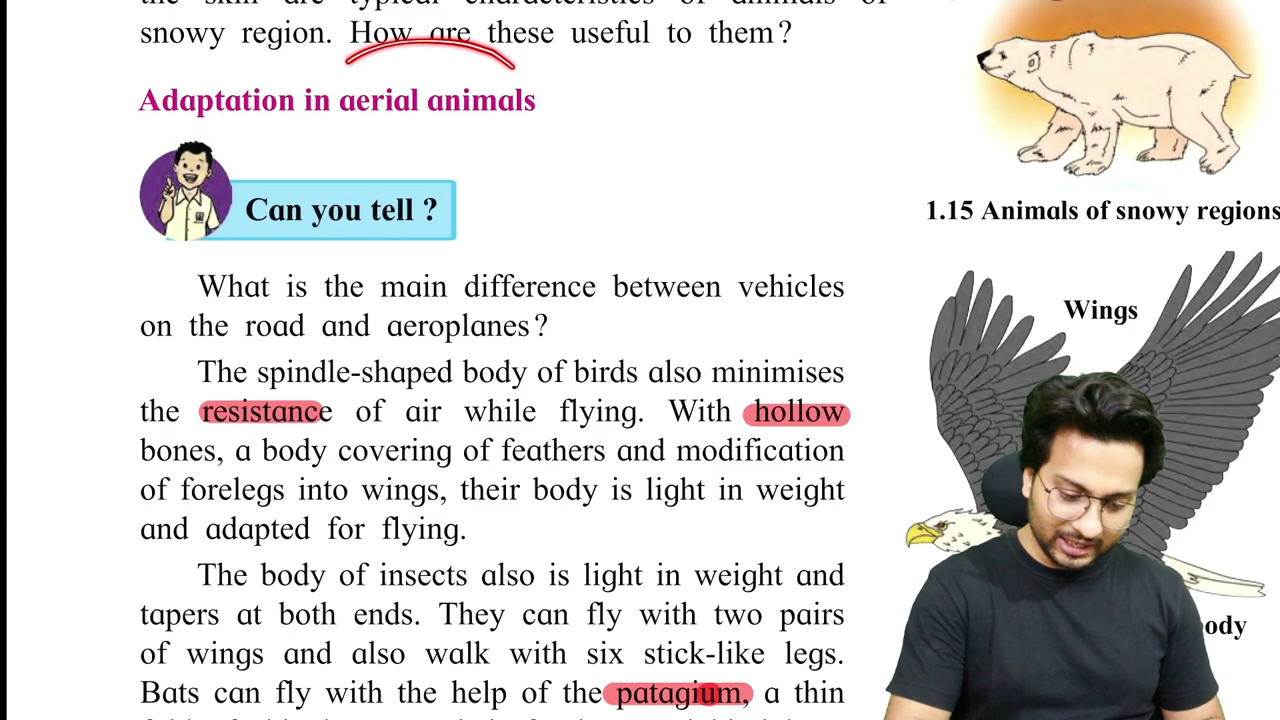 snowy region. How are these useful to them?
Adaptation in aerial animals
Can you tell ?
What is the main difference between vehicles
on the road and aeroplanes?
The spindle-shaped body of birds also minimises
the resistance of air while flying. With hollow
bones, a body covering of feathers and modification
of forelegs into wings, their body is light in weight
and adapted for flying.
The body of insects also is light in weight and
tapers at both ends. They can fly with two pairs
of wings and also walk with six stick-like legs.
Bats can fly with the help of the patagium, a thin
1.15 Animals of snowy regions
Wings